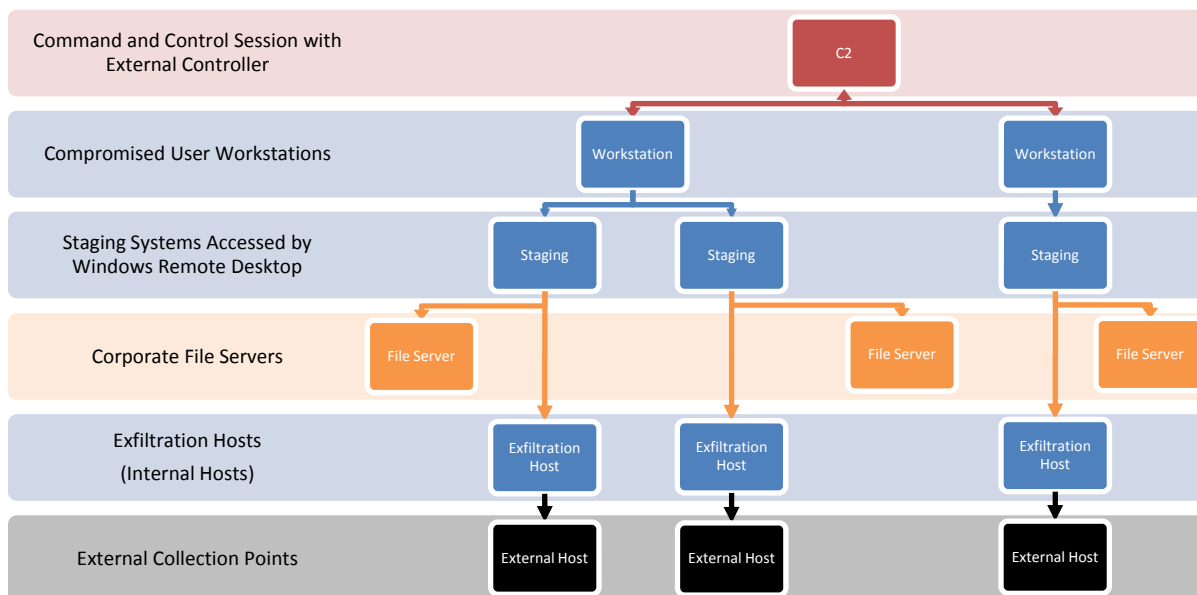 Command and Control Session with
External Controller
C2
Compromised User Workstations
Workstation
Workstation
Staging Systems Accessed by
Windows Remote Desktop
Staging
Staging
Staging
Corporate File Servers
File Server
File Server
File Server
Exfiltration Hosts
(Internal Hosts)
Exfiltration
Host
Exfiltration
Host
Exfiltration
Host
External Collection Points
External Host
External Host
External Host